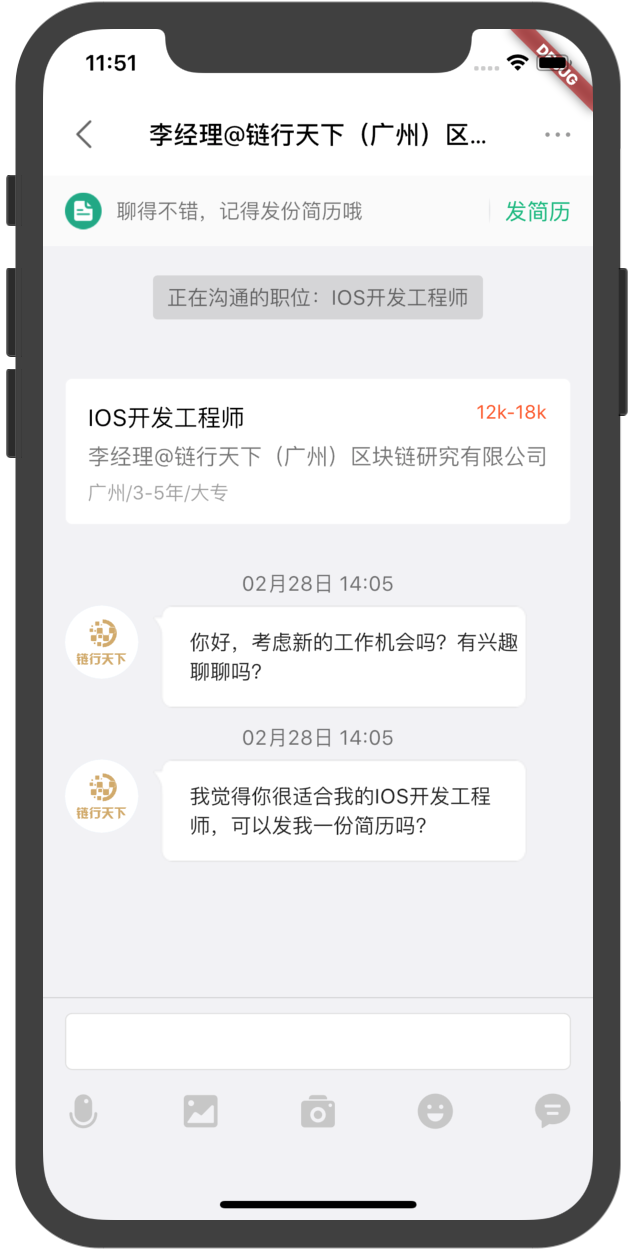 11:51
DEBUG
李经理@链行天下（广州）区...
聊得不错，记得发份简历哦
发简历
正在沟通的职位：IOS开发工程师
IOS开发工程师
12k-18k
李经理@链行天下（广州）区块链研究有限公司
广州/3-5年/大专
02月28日 14:05
链行天下
你好，考虑新的工作机会吗？有兴趣
聊聊吗？
02月28日 14:05
链行天下
我觉得你很适合我的IOS开发工程
师，可以发我一份简历吗？